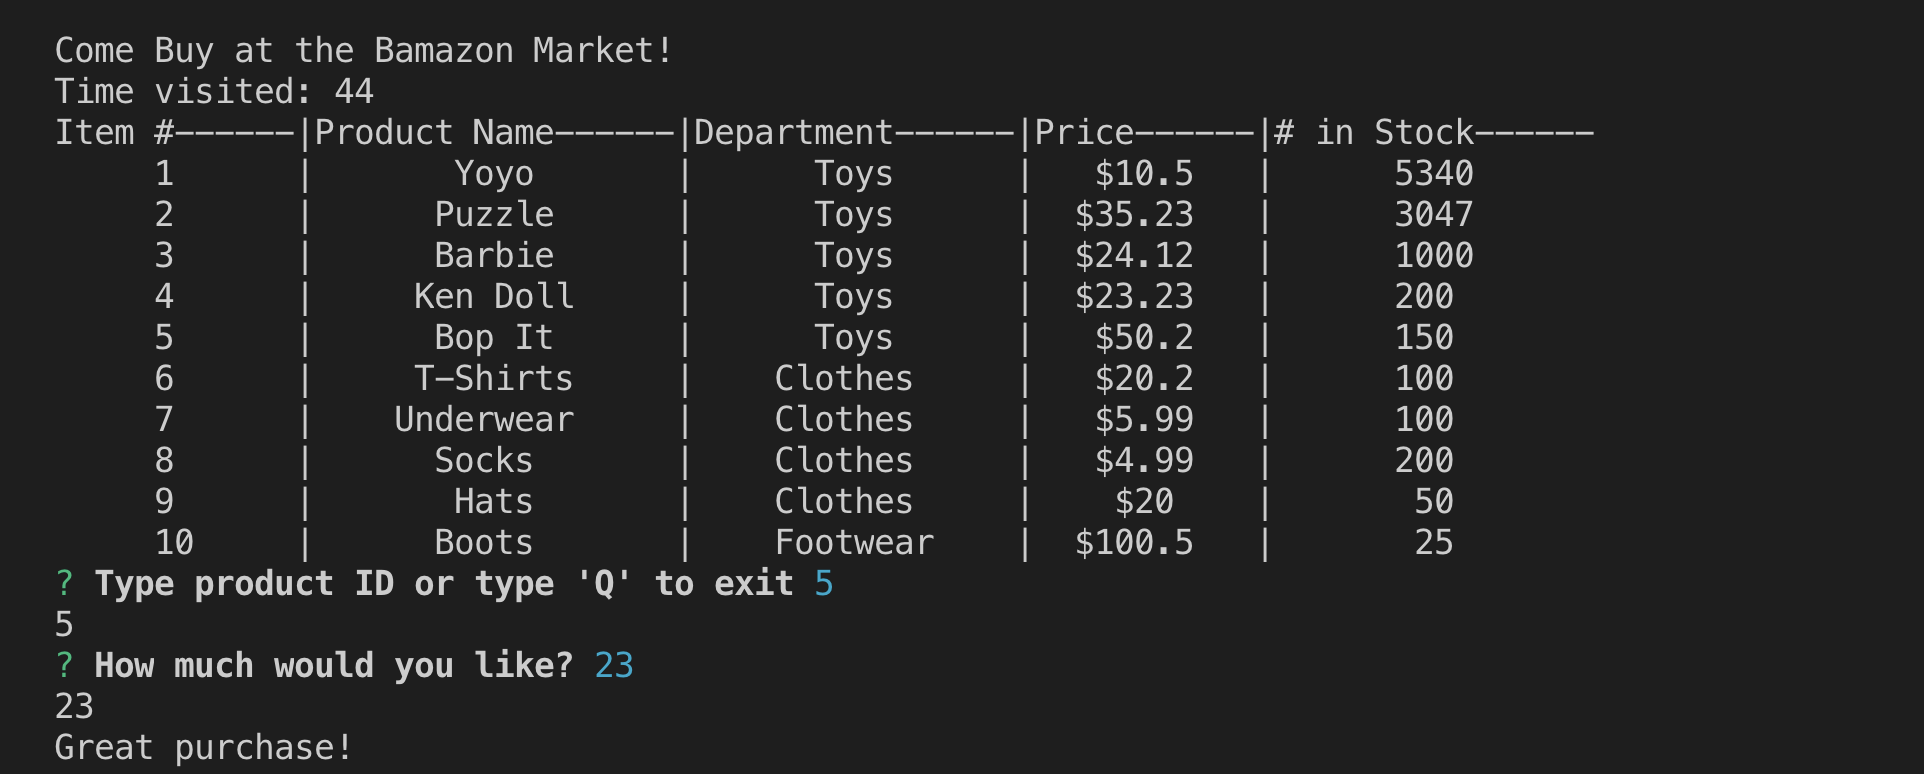 Come Buy at the Bamazon Market!
Time visited: 44
Item #------|Product Name------|Department------|Price------|# in Stock------
     1      |       Yoyo       |      Toys      |   $10.5   |      5340
     2      |      Puzzle      |      Toys      |  $35.23   |      3047
     3      |      Barbie      |      Toys      |  $24.12   |      1000
     4      |     Ken Doll     |      Toys      |  $23.23   |      200
     5      |      Bop It      |      Toys      |   $50.2   |      150
     6      |     T-Shirts     |    Clothes     |   $20.2   |      100
     7      |    Underwear     |    Clothes     |   $5.99   |      100
     8      |      Socks       |    Clothes     |   $4.99   |      200
     9      |       Hats       |    Clothes     |    $20    |       50
     10     |      Boots       |    Footwear    |  $100.5   |       25
? Type product ID or type 'Q' to exit 5
5
? How much would you like? 23
23
Great purchase!